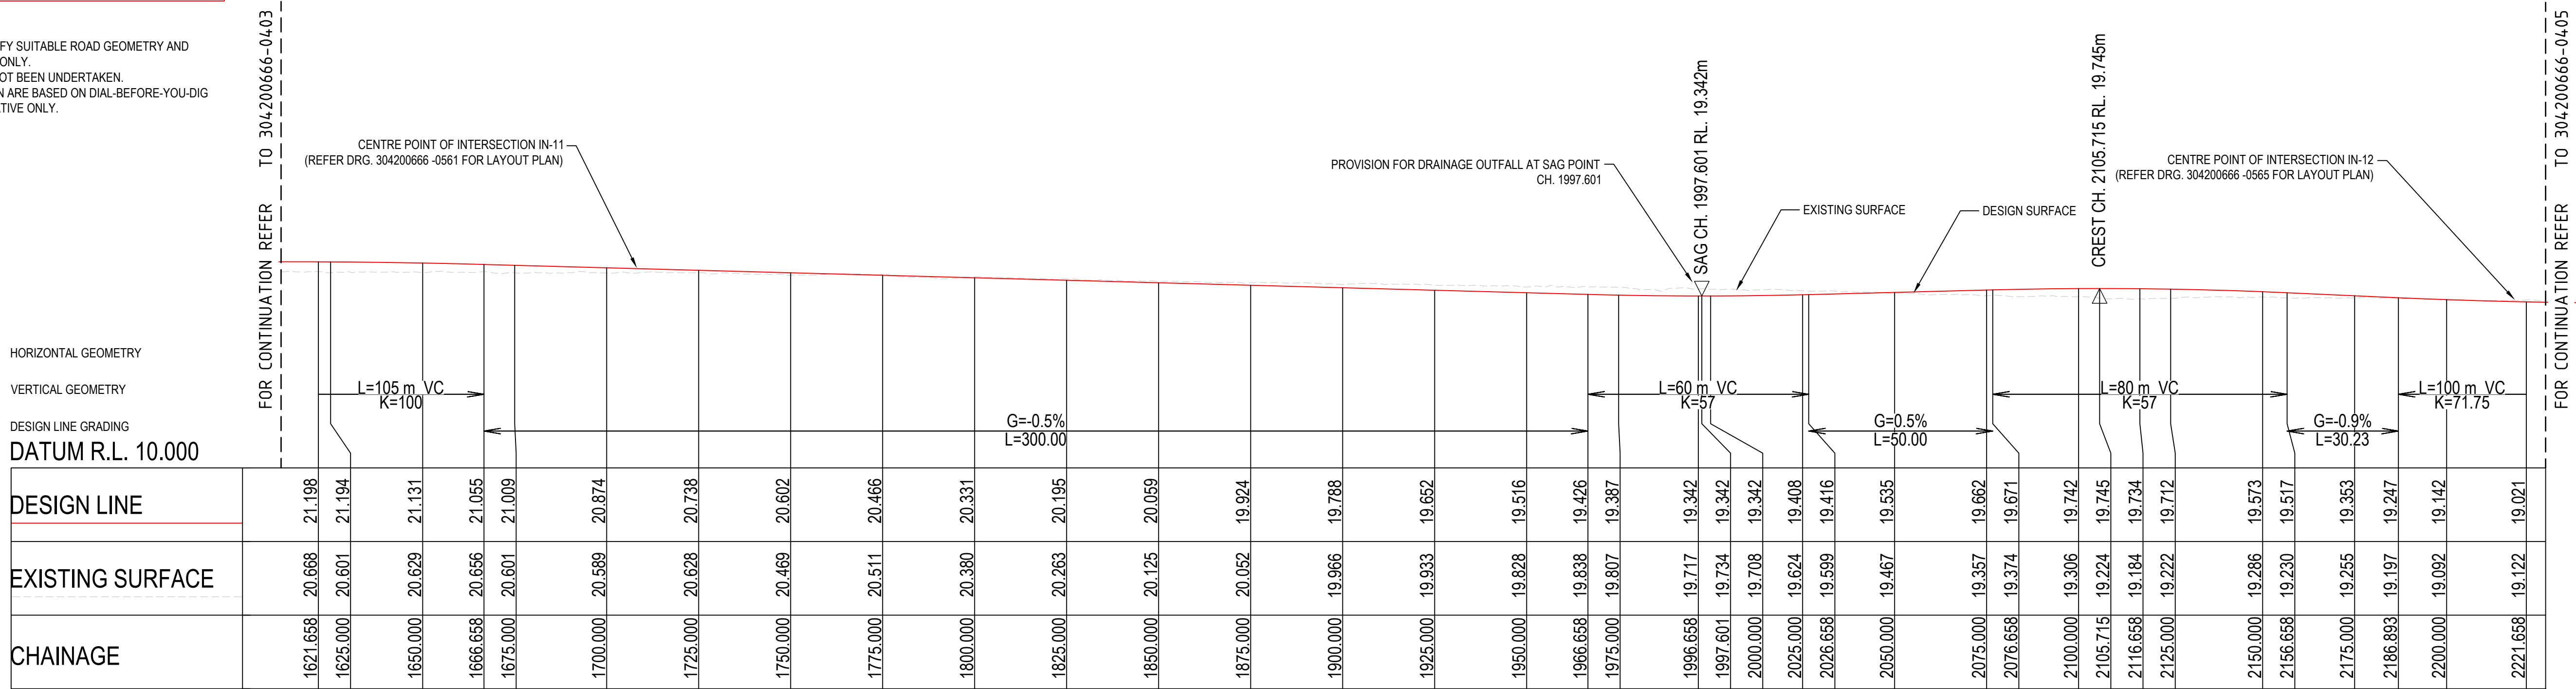 FY SUITABLE ROAD GEOMETRY AND
ONLY.
OT BEEN UNDERTAKEN.
N ARE BASED ON DIAL-BEFORE-YOU-DIG
TIVE ONLY.
FOR CONTINUATION REFER TO 304200666-0403
CENTRE POINT OF INTERSECTION IN-11
(REFER DRG. 304200666 -0561 FOR LAYOUT PLAN)
PROVISION FOR DRAINAGE OUTFALL AT SAG POINT
CH. 1997.601
SAG CH. 1997.601 RL. 19.342m
EXISTING SURFACE
DESIGN SURFACE
CREST CH. 2105.715 RL. 19.745m
CENTRE POINT OF INTERSECTION IN-12
(REFER DRG. 304200666 -0565 FOR LAYOUT PLAN)
FOR CONTINUATION REFER TO 304200666-0405
HORIZONTAL GEOMETRY
VERTICAL GEOMETRY
L=105 m VC
K=100
L=60 m VC
K=57
L=80 m VC
K=57
L=100 m VC
K=71.75
DESIGN LINE GRADING
G=-0.5%
L=300.00
G=0.5%
L=50.00
G=-0.9%
L=30.23
DATUM R.L. 10.000
DESIGN LINE 21.198 21.194 21.131 21.055 21.009 20.874 20.738 20.602 20.466 20.331 20.195 20.059 19.924 19.788 19.652 19.516 19.426 19.387 19.342 19.342 19.342 19.408 19.416 19.535 19.662 19.671 19.742 19.745 19.734 19.712 19.573 19.517 19.353 19.247 19.142 19.021
EXISTING SURFACE 20.668 20.601 20.629 20.656 20.601 20.589 20.628 20.469 20.511 20.380 20.263 20.125 20.052 19.966 19.933 19.828 19.838 19.807 19.717 19.734 19.708 19.624 19.599 19.467 19.357 19.374 19.306 19.224 19.184 19.222 19.286 19.230 19.255 19.197 19.092 19.122
CHAINAGE 1621.658 1625.000 1650.000 1666.658 1675.000 1700.000 1725.000 1750.000 1775.000 1800.000 1825.000 1850.000 1875.000 1900.000 1925.000 1950.000 1966.658 1975.000 1996.658 1997.601 2000.000 2025.000 2026.658 2050.000 2075.000 2076.658 2100.000 2105.715 2116.658 2125.000 2150.000 2156.658 2175.000 2186.893 2200.000 2221.658